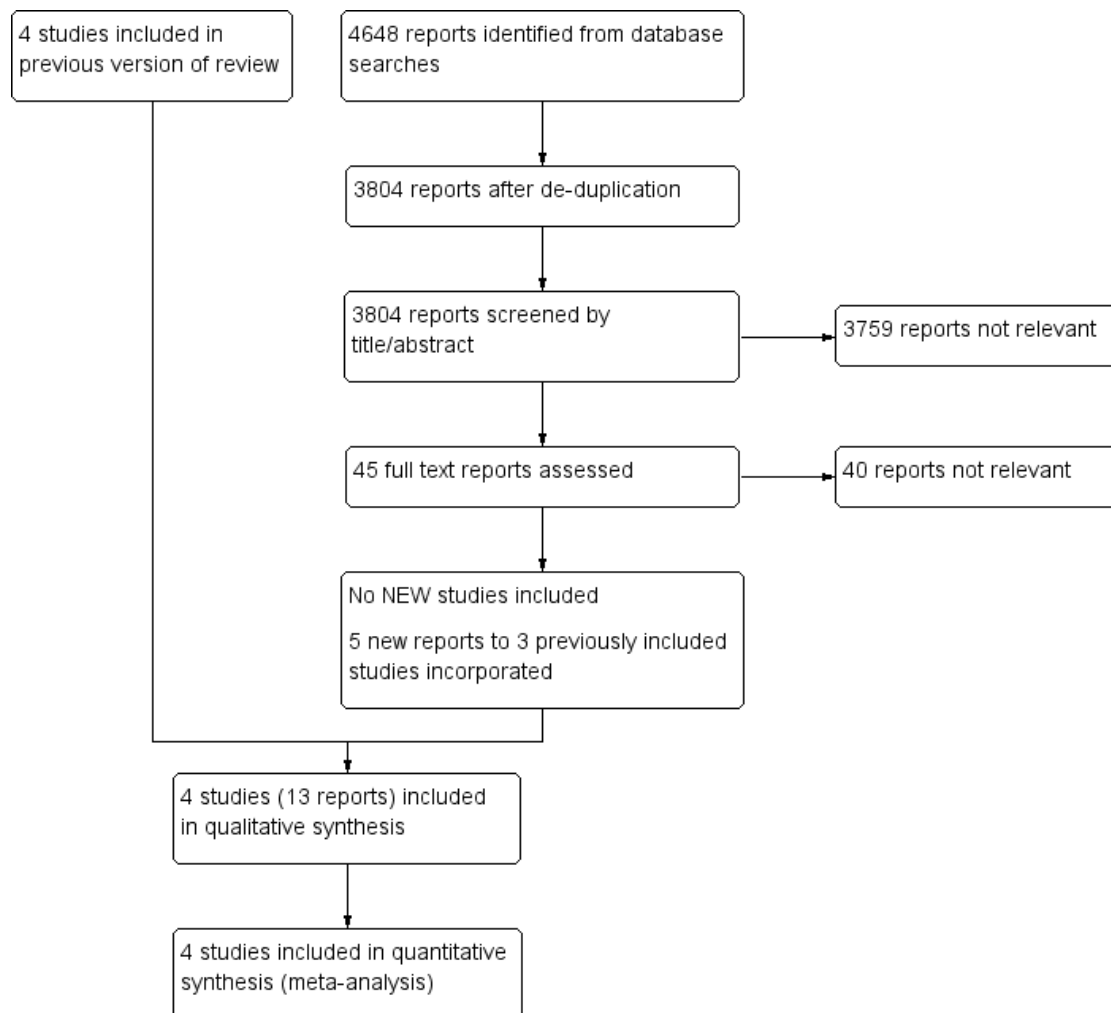 4 studies included in
previous version of review
4648 reports identified from database
searches
3804 reports after de-duplication
3804 reports screened by
title/abstract
3759 reports not relevant
45 full text reports assessed
40 reports not relevant
No NEW studies included
5 new reports to 3 previously included
studies incorporated
4 studies (13 reports) included
in qualitative synthesis
4 studies included in quantitative
synthesis (meta-analysis)